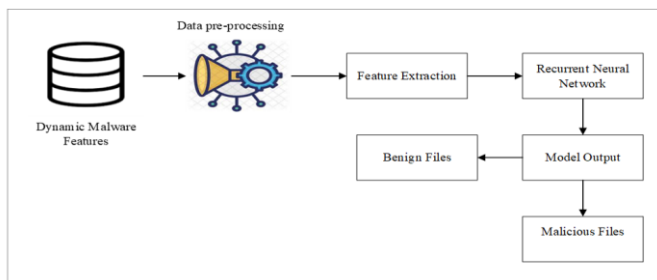 Data pre-processing
Dynamic Malware
Features
Feature Extraction
Recurrent Neural
Network
Benign Files
Model Output
Malicious Files